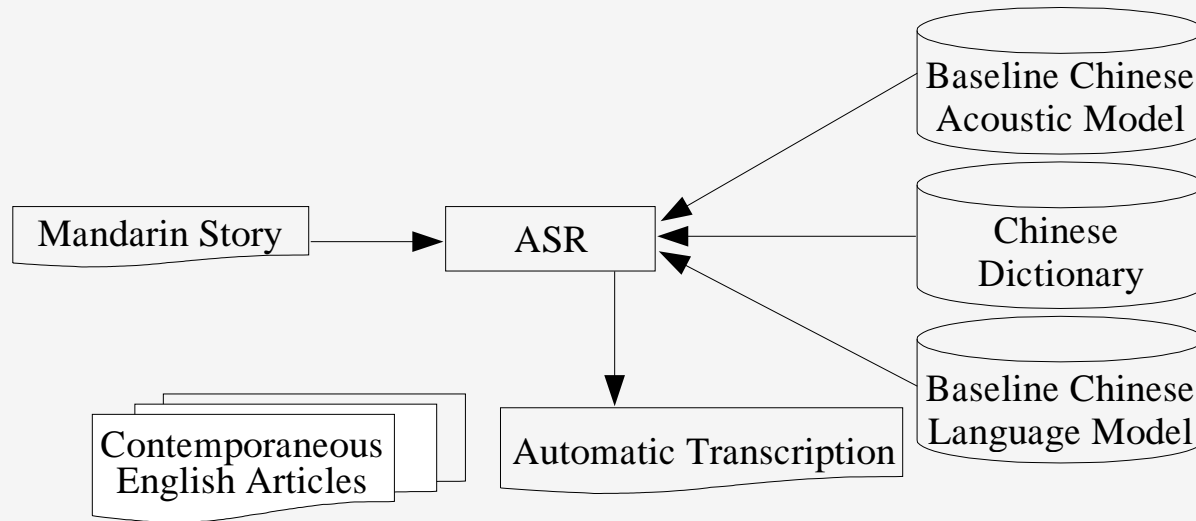 Baseline Chinese
Acoustic Model
Mandarin Story
ASR
Chinese
Dictionary
Baseline Chinese
Language Model
Contemporaneous
English Articles
Automatic Transcription